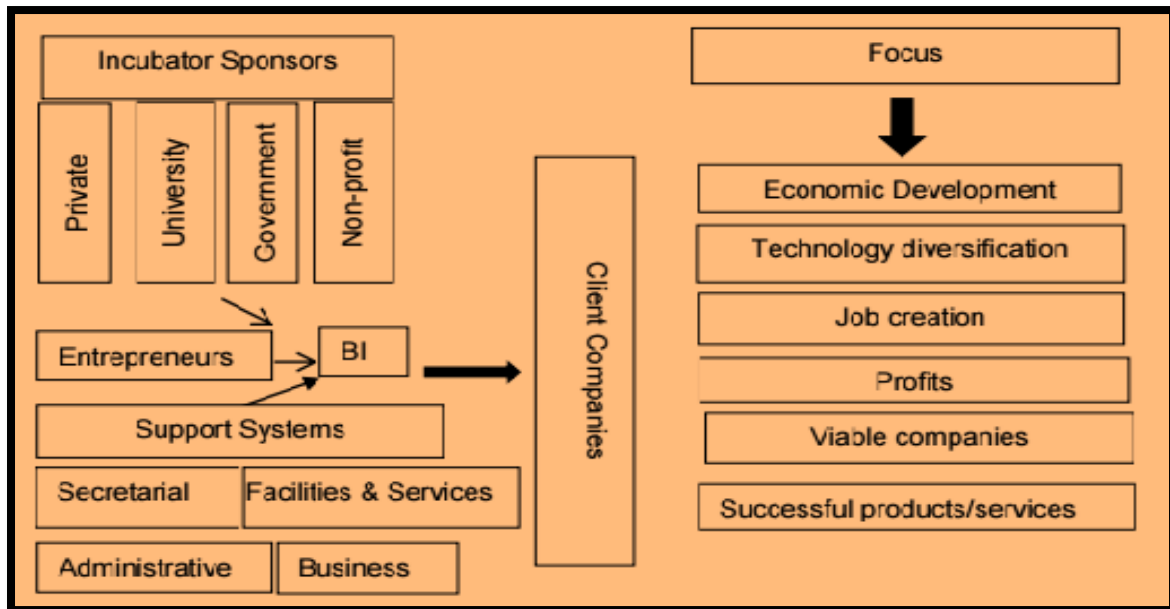 Incubator Sponsors
Private
University
Government
Non-profit
Entrepreneurs
BI
Support Systems
Secretarial
Facilities & Services
Administrative
Business
Client Companies
Focus
Economic Development
Technology diversification
Job creation
Profits
Viable companies
Successful products/services